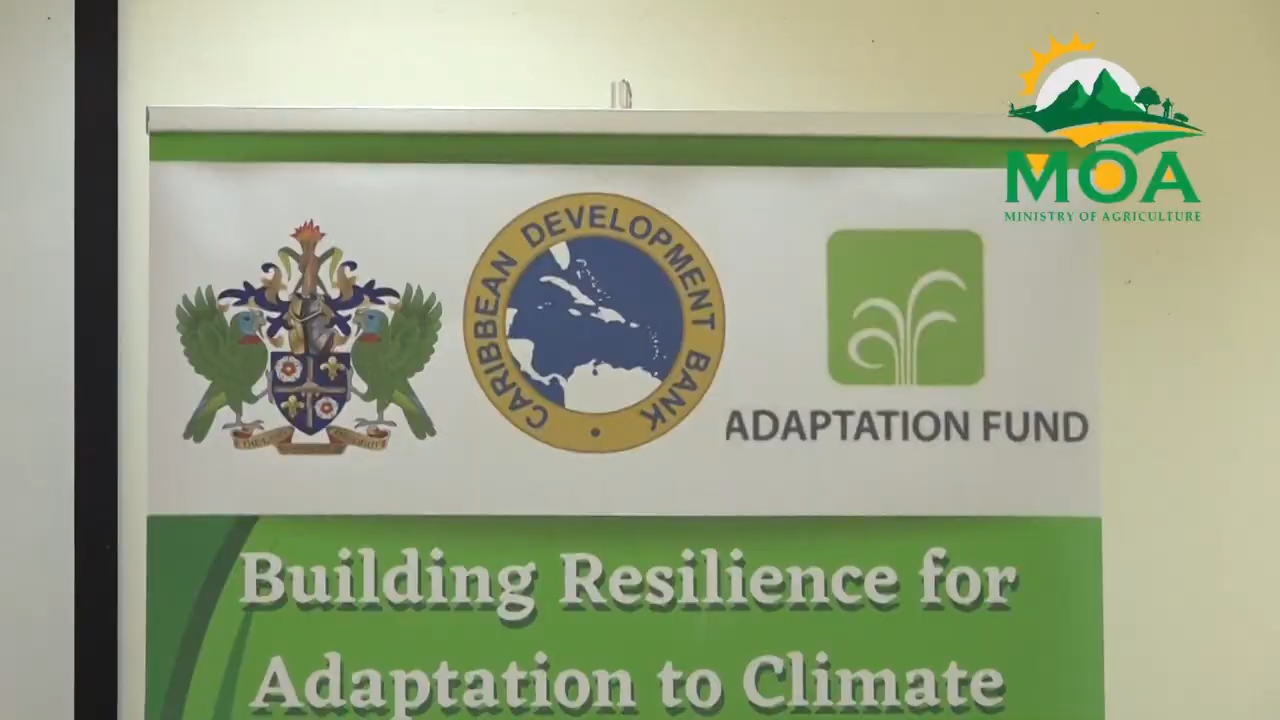 MOA
MINISTRY OF AGRICULTURE
CARIBBEAN DEVELOPMENT BANK
ADAPTATION FUND
Building Resilience for
Adaptation to Climate